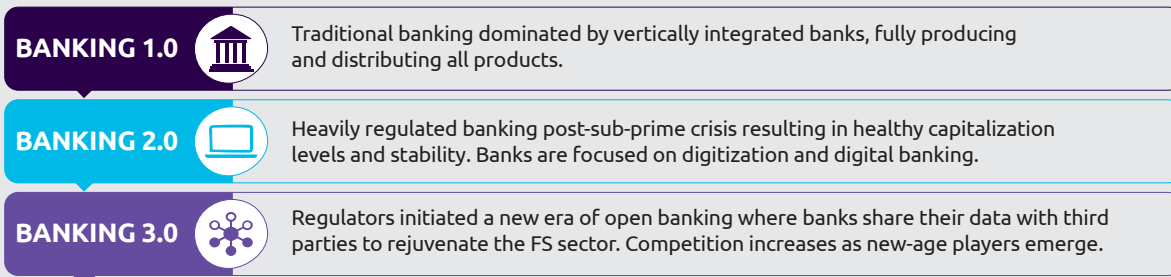 BANKING 1.0
Traditional banking dominated by vertically integrated banks, fully producing
and distributing all products.
BANKING 2.0
Heavily regulated banking post-sub-prime crisis resulting in healthy capitalization
levels and stability. Banks are focused on digitization and digital banking.
BANKING 3.0
Regulators initiated a new era of open banking where banks share their data with third
parties to rejuvenate the FS sector. Competition increases as new-age players emerge.